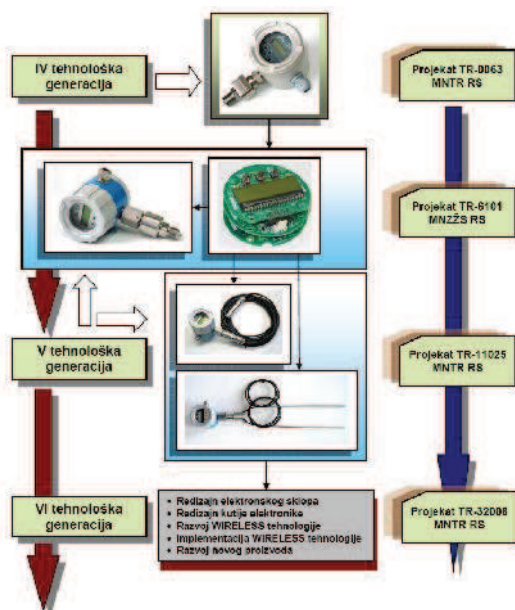 IV tehnološka
generacija
Projekat TR-0063
MNTR RS
Projekat TR-6101
MNZŽS RS
V tehnološka
generacija
Projekat TR-11025
MNTR RS
VI tehnološka
generacija
• Redizajn elektronskog sklopa
• Redizajn kutije elektronike
• Razvoj WIRELESS tehnologije
• Implementacija WIRELESS tehnologije
• Razvoj novog proizvoda
Projekat TR-32008
MNTR RS